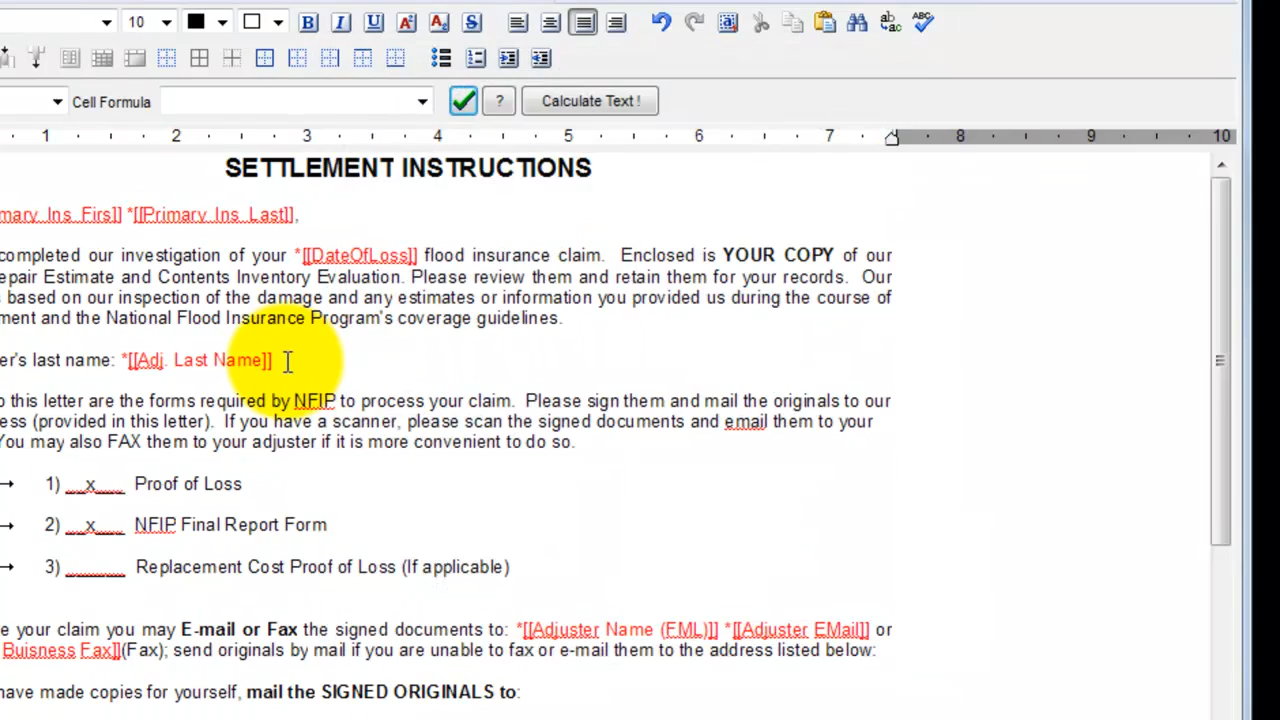 10 B I U A A S
Cell Formula ? Calculate Text !
1 2 3 4 5 6 7 8 9 10
SETTLEMENT INSTRUCTIONS
mary_Ins_Firs]] *[[Primary_Ins_Last]],
completed our investigation of your *[[DateOfLoss]] flood insurance claim. Enclosed is YOUR COPY of our
epair Estimate and Contents Inventory Evaluation. Please review them and retain them for your records. Our
s based on our inspection of the damage and any estimates or information you provided us during the course of
ment and the National Flood Insurance Program's coverage guidelines.
er's last name: *[[Adj. Last Name]]
o this letter are the forms required by NFIP to process your claim. Please sign them and mail the originals to our
ess (provided in this letter). If you have a scanner, please scan the signed documents and email them to your
You may also FAX them to your adjuster if it is more convenient to do so.
1) __x___ Proof of Loss
2) __x___ NFIP Final Report Form
3) ______ Replacement Cost Proof of Loss (If applicable)
e your claim you may E-mail or Fax the signed documents to: *[[Adjuster Name (FML)]] *[[Adjuster EMail]] or
Buisness Fax]](Fax); send originals by mail if you are unable to fax or e-mail them to the address listed below:
have made copies for yourself, mail the SIGNED ORIGINALS to: